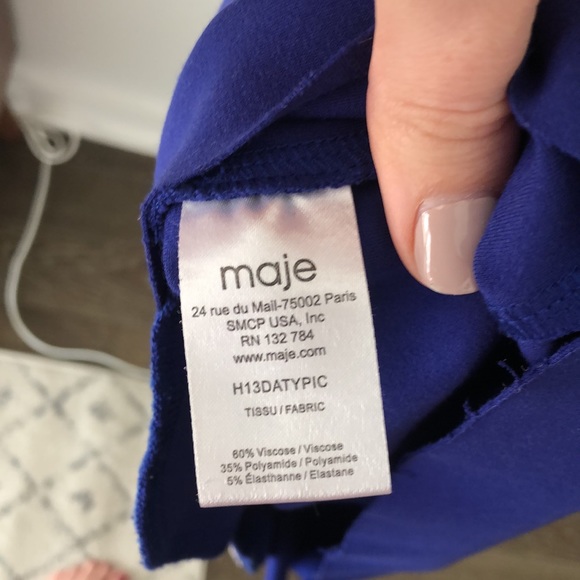 maje
24 rue du Mail-75002 Paris
SMCP USA, Inc
RN 132 784
www.maje.com
H13DATYPIC
TISSU / FABRIC
60% Viscose / Viscose
35% Polyamide / Polyamide
5% Élasthanne / Elastane